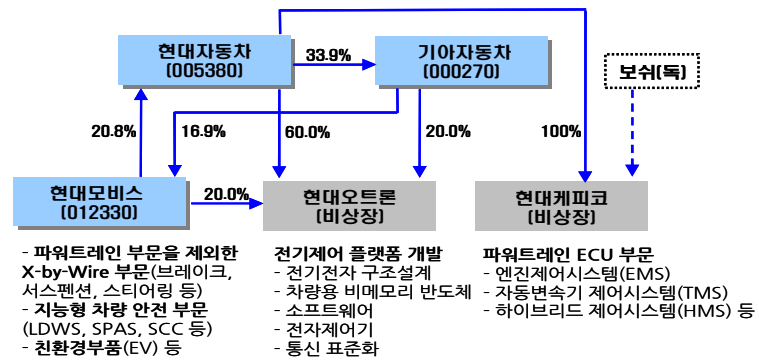 현대자동차
(005380)
33.9%
기아자동차
(000270)
보쉬(독)
20.8%
16.9%
60.0%
20.0%
100%
현대모비스
(012330)
20.0%
현대오트론
(비상장)
현대케피코
(비상장)
- 파워트레인 부문을 제외한
X-by-Wire 부문(브레이크,
서스펜션, 스티어링 등)
- 지능형 차량 안전 부문
(LDWS, SPAS, SCC 등)
- 친환경부품(EV) 등
전기제어 플랫폼 개발
- 전기전자 구조설계
- 차량용 비메모리 반도체
- 소프트웨어
- 전자제어기
- 통신 표준화
파워트레인 ECU 부문
- 엔진제어시스템(EMS)
- 자동변속기 제어시스템(TMS)
- 하이브리드 제어시스템(HMS) 등